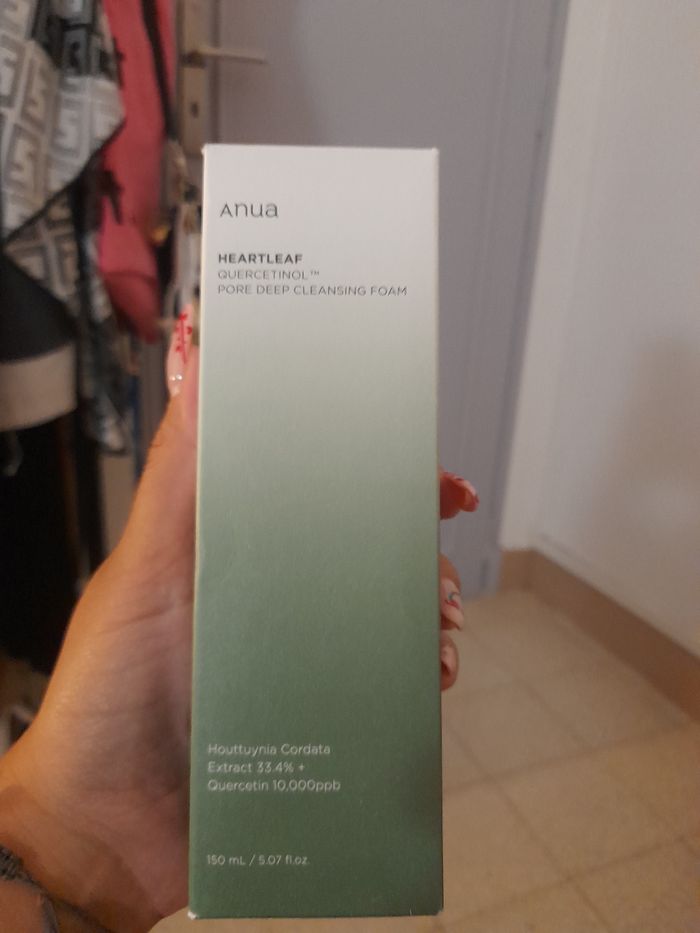 Anua
HEARTLEAF
QUERCETINOL™
PORE DEEP CLEANSING FOAM
Houttuynia Cordata
Extract 33.4% +
Quercetin 10,000ppb
150 mL / 5.07 fl.oz.